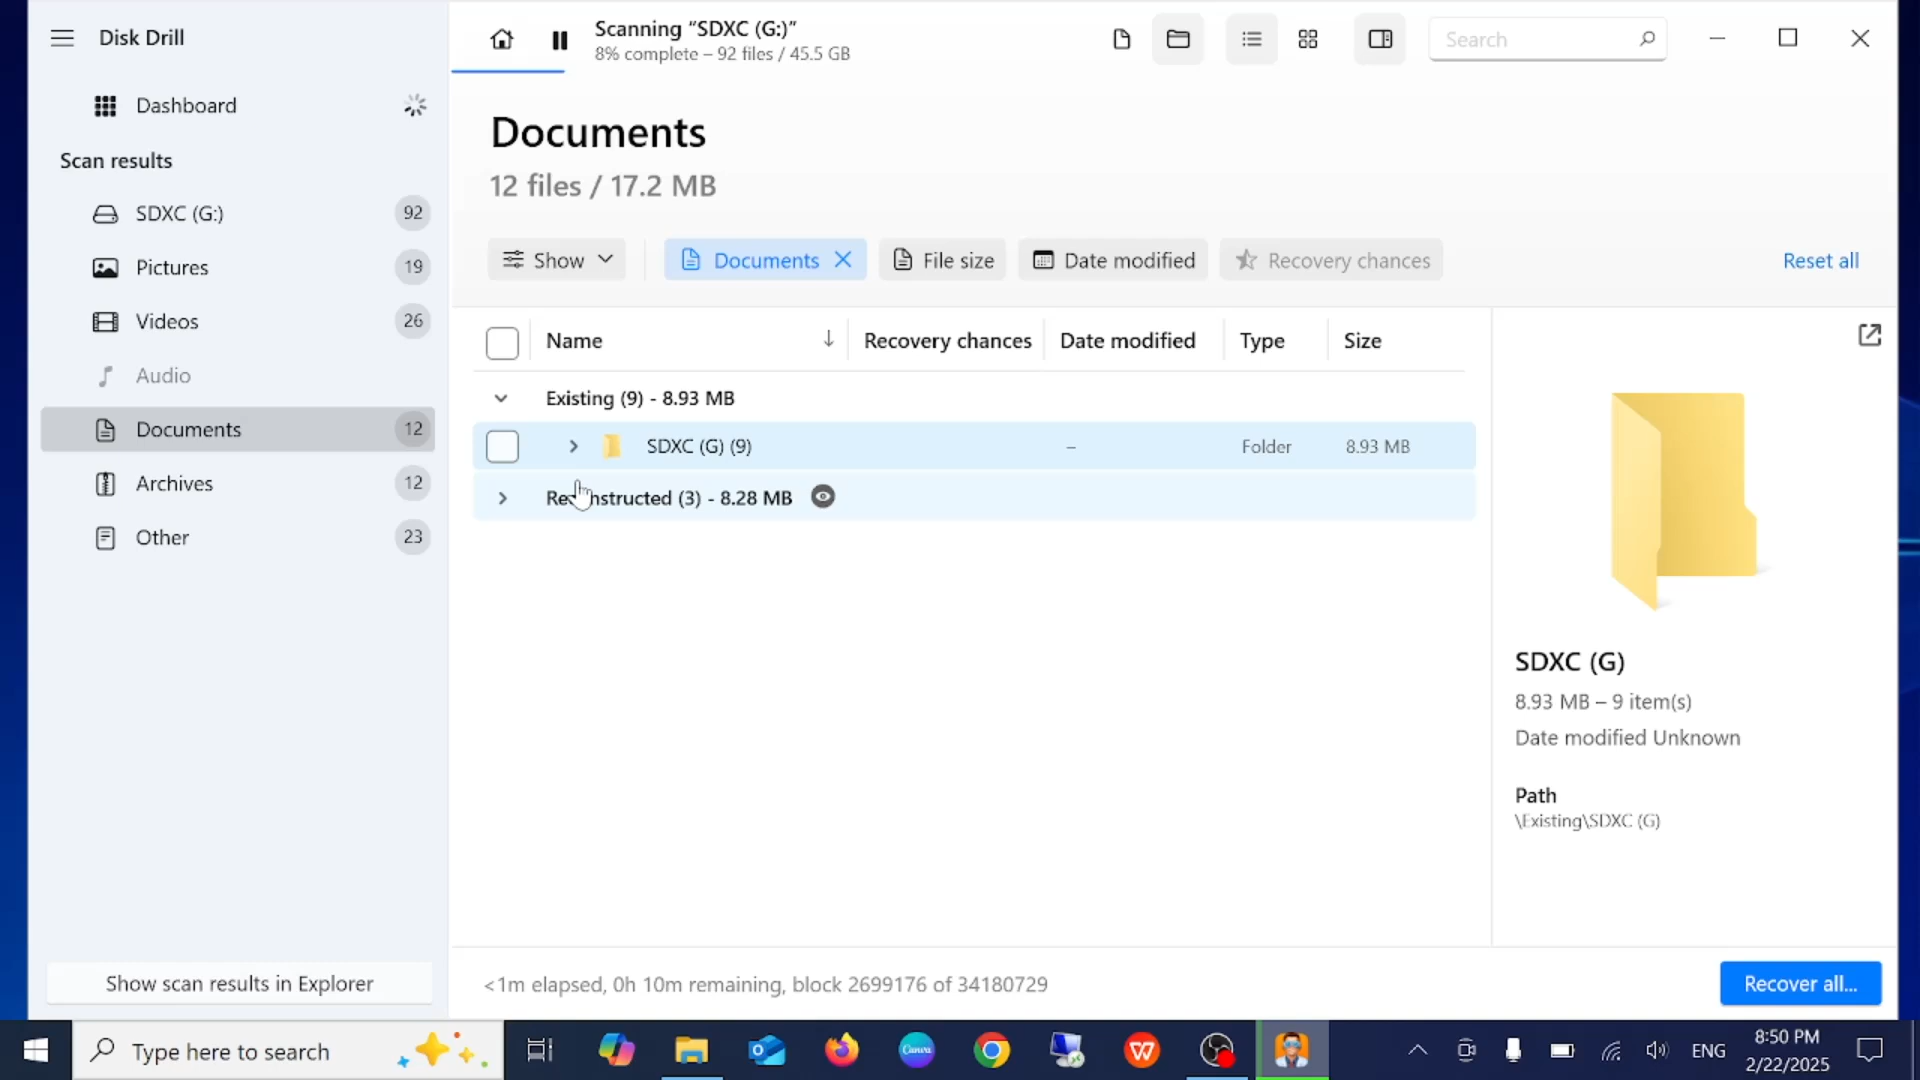 Disk Drill
Dashboard
Scan results
SDXC (G:) 92
Pictures 19
Videos 26
Audio
Documents 12
Archives 12
Other 23
Show scan results in Explorer
Scanning “SDXC (G:)”
8% complete – 92 files / 45.5 GB
Search
Documents
12 files / 17.2 MB
Show Documents File size Date modified Recovery chances Reset all
Name Recovery chances Date modified Type Size
Existing (9) - 8.93 MB
SDXC (G) (9) – Folder 8.93 MB
(3) - 8.28 MB
SDXC (G)
8.93 MB – 9 item(s)
Date modified Unknown
Path
\Existing\SDXC (G)
<1m elapsed, 0h 10m remaining, block 2699176 of 34180729
Recover all...
Type here to search
Canva
ENG
8:50 PM
2/22/2025